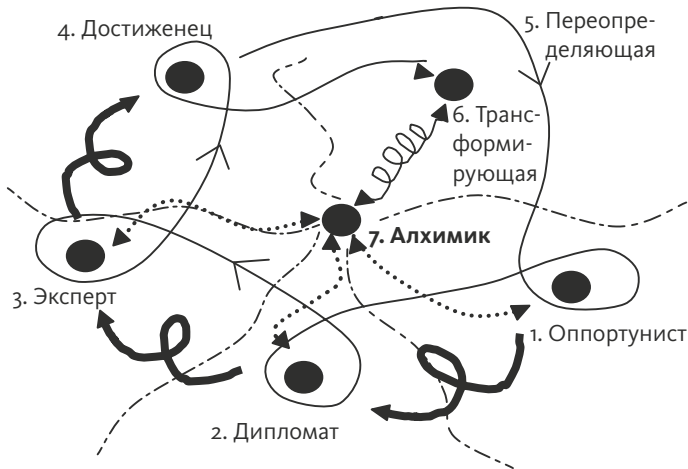 4. Достиженец
5. Переопре-
деляющая
6. Транс-
форми-
рующая
7. Алхимик
3. Эксперт
1. Оппортунист
2. Дипломат